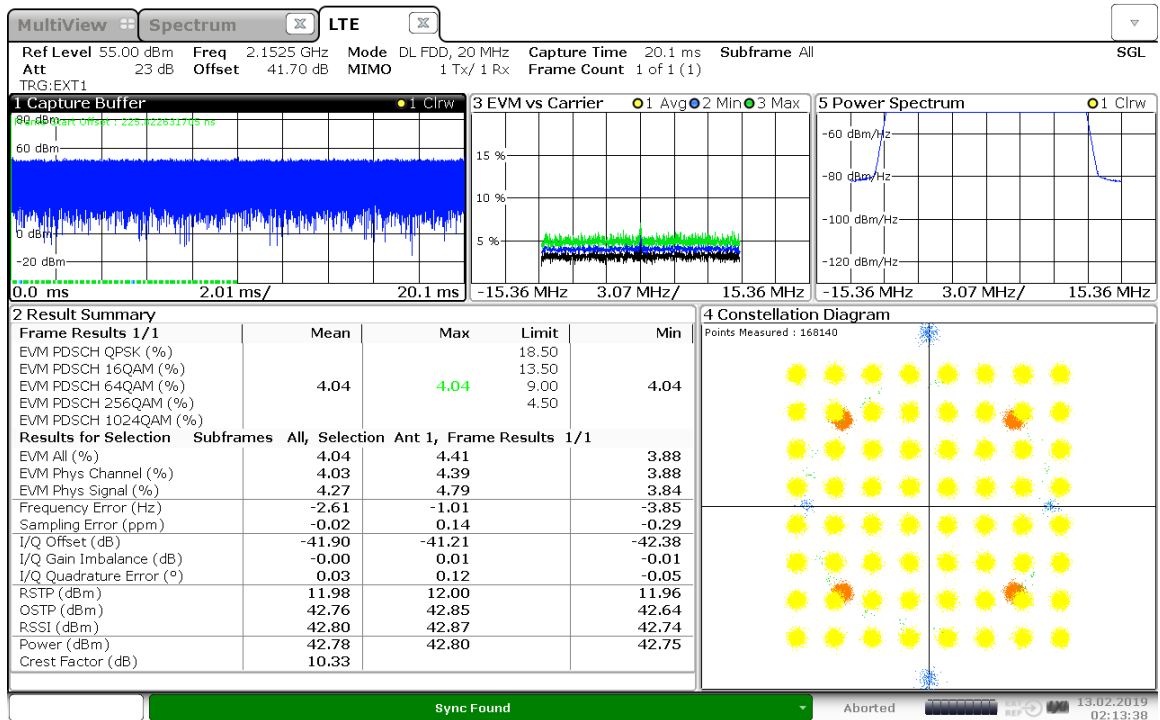 MultiView Spectrum LTE
Ref Level 55.00 dBm Freq 2.1525 GHz Mode DL FDD, 20 MHz Capture Time 20.1 ms Subframe All SGL
Att 23 dB Offset 41.70 dB MIMO 1 Tx/ 1 Rx Frame Count 1 of 1 (1)
TRG:EXT1
1 Capture Buffer 1 Clrw
80 dBm
Frame Start Offset : 225.822631705 ns
60 dBm
0 dBm
-20 dBm
0.0 ms 2.01 ms/ 20.1 ms
3 EVM vs Carrier 1 Avg 2 Min 3 Max
15 %
10 %
5 %
-15.36 MHz 3.07 MHz/ 15.36 MHz
5 Power Spectrum 1 Clrw
-60 dBm/Hz
-80 dBm/Hz
-100 dBm/Hz
-120 dBm/Hz
-15.36 MHz 3.07 MHz/ 15.36 MHz
2 Result Summary
Frame Results 1/1 Mean Max Limit Min
EVM PDSCH QPSK (%) 18.50
EVM PDSCH 16QAM (%) 13.50
EVM PDSCH 64QAM (%) 4.04 4.04 9.00 4.04
EVM PDSCH 256QAM (%) 4.50
EVM PDSCH 1024QAM (%)
Results for Selection Subframes All, Selection Ant 1, Frame Results 1/1
EVM All (%) 4.04 4.41 3.88
EVM Phys Channel (%) 4.03 4.39 3.88
EVM Phys Signal (%) 4.27 4.79 3.84
Frequency Error (Hz) -2.61 -1.01 -3.85
Sampling Error (ppm) -0.02 0.14 -0.29
I/Q Offset (dB) -41.90 -41.21 -42.38
I/Q Gain Imbalance (dB) -0.00 0.01 -0.01
I/Q Quadrature Error (°) 0.03 0.12 -0.05
RSTP (dBm) 11.98 12.00 11.96
OSTP (dBm) 42.76 42.85 42.64
RSSI (dBm) 42.80 42.87 42.74
Power (dBm) 42.78 42.80 42.75
Crest Factor (dB) 10.33
4 Constellation Diagram
Points Measured : 168140
Sync Found
Aborted
EXT
REF
13.02.2019
02:13:38